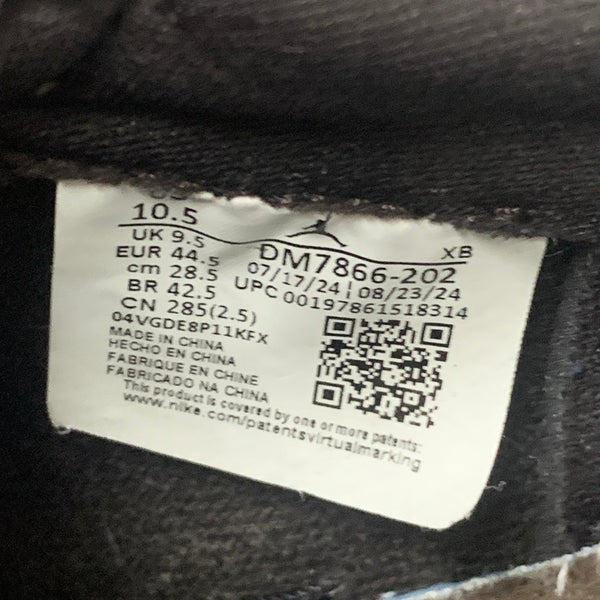 10.5
UK 9.5
EUR 44.5
cm 28.5
BR 42.5
CN 285(2.5)
04VGDE8P11KFX
XB
DM7866-202
07/17/24 | 08/23/24
UPC 00197861518314
MADE IN CHINA
HECHO EN CHINA
FABRIQUE EN CHINE
FABRICADO NA CHINA
This product is covered by one or more patents:
www.nike.com/patentsvirtualmarking